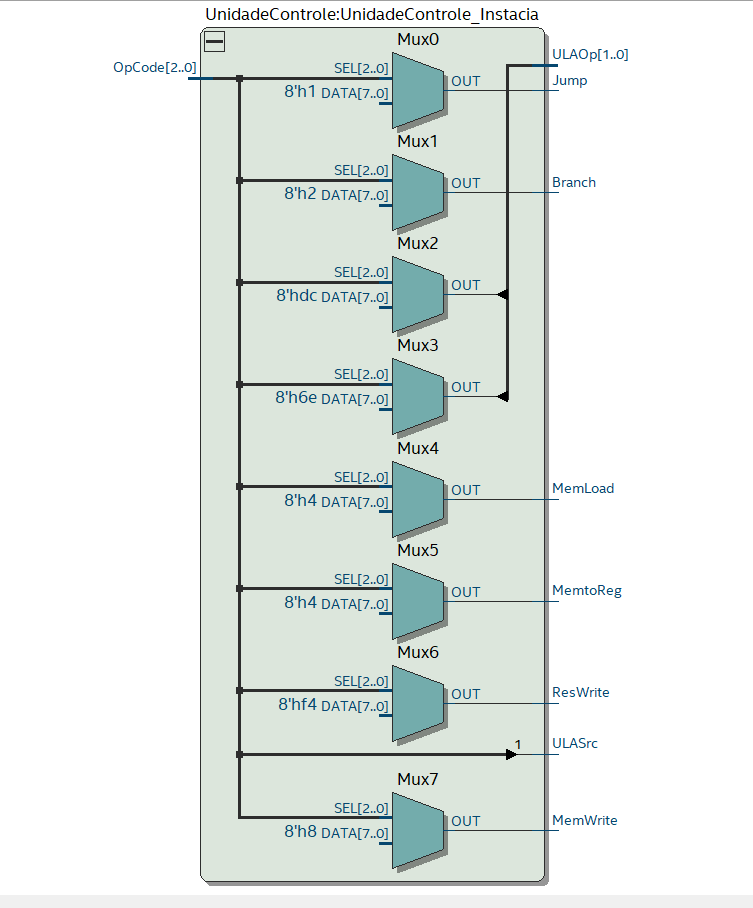 UnidadeControle:UnidadeControle_Instacia
Mux0
ULAOp[1..0]
OpCode[2..0]
SEL[2..0]
OUT
Jump
8'h1 DATA[7..0]
Mux1
SEL[2..0]
OUT
Branch
8'h2 DATA[7..0]
Mux2
SEL[2..0]
OUT
8'hdc DATA[7..0]
Mux3
SEL[2..0]
OUT
8'h6e DATA[7..0]
Mux4
SEL[2..0]
OUT
MemLoad
8'h4 DATA[7..0]
Mux5
SEL[2..0]
OUT
MemtoReg
8'h4 DATA[7..0]
Mux6
SEL[2..0]
OUT
ResWrite
8'hf4 DATA[7..0]
1
ULASrc
Mux7
SEL[2..0]
OUT
MemWrite
8'h8 DATA[7..0]